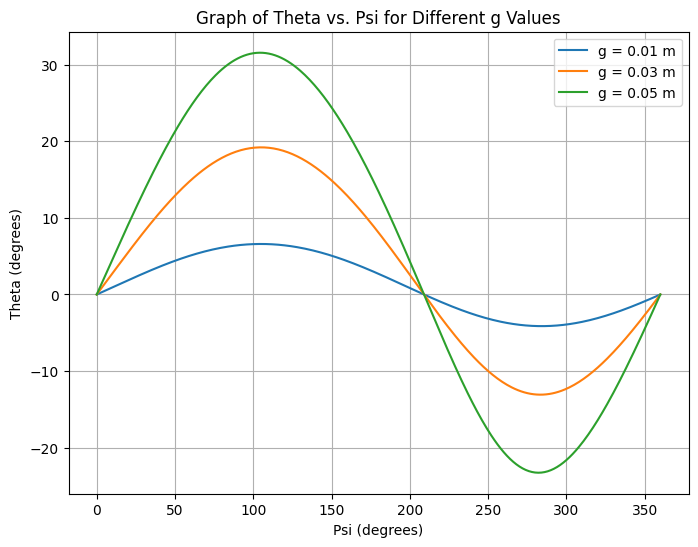 Graph of Theta vs. Psi for Different g Values
g = 0.01 m
g = 0.03 m
g = 0.05 m
30
20
10
0
−10
−20
Theta (degrees)
0 50 100 150 200 250 300 350
Psi (degrees)